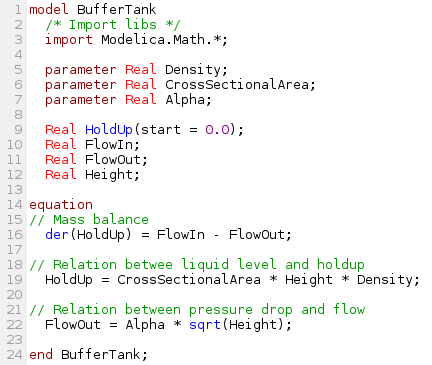 1 model BufferTank
2   /* Import libs */
3   import Modelica.Math.*;
4
5   parameter Real Density;
6   parameter Real CrossSectionalArea;
7   parameter Real Alpha;
8
9   Real HoldUp(start = 0.0);
10   Real FlowIn;
11   Real FlowOut;
12   Real Height;
13
14 equation
15 // Mass balance
16   der(HoldUp) = FlowIn - FlowOut;
17
18 // Relation betwee liquid level and holdup
19   HoldUp = CrossSectionalArea * Height * Density;
20
21 // Relation between pressure drop and flow
22   FlowOut = Alpha * sqrt(Height);
23
24 end BufferTank;